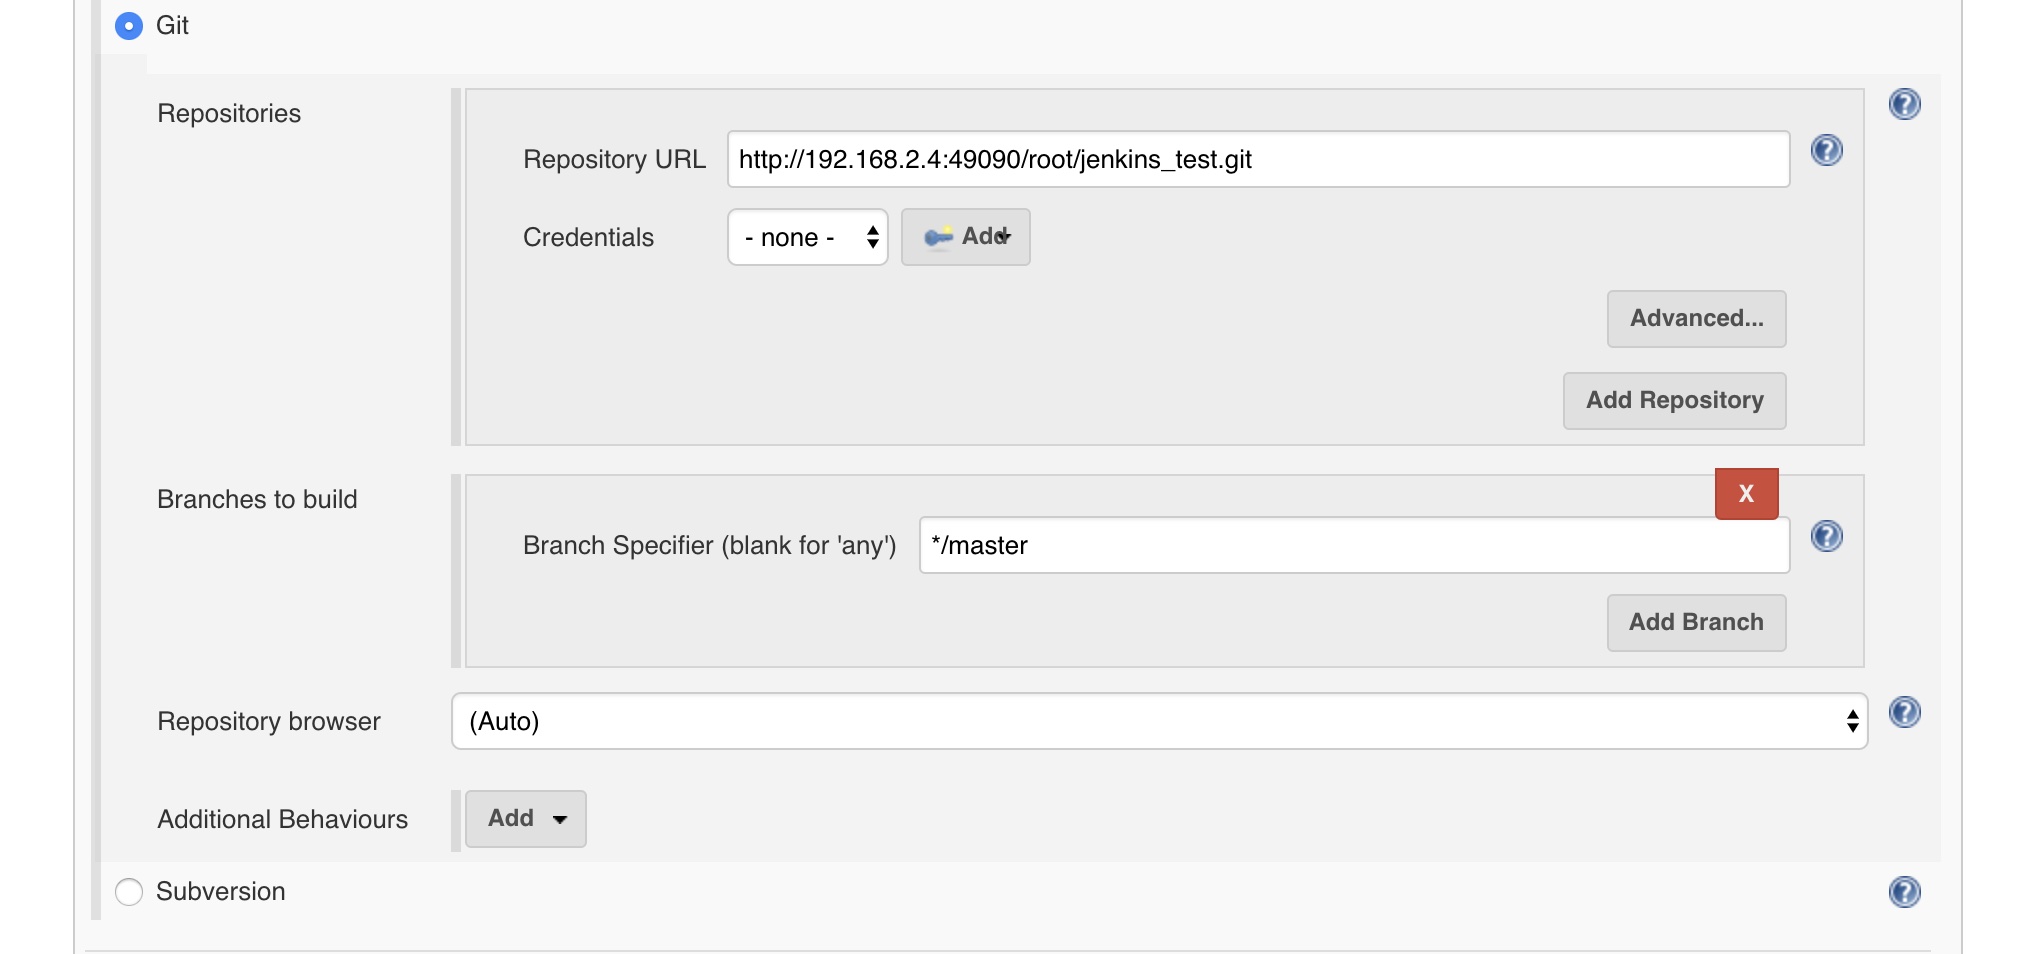 Git
Repositories
Repository URL http://192.168.2.4:49090/root/jenkins_test.git
Credentials - none - Add
Advanced...
Add Repository
Branches to build
X
Branch Specifier (blank for 'any') */master
Add Branch
Repository browser (Auto)
Additional Behaviours Add
Subversion